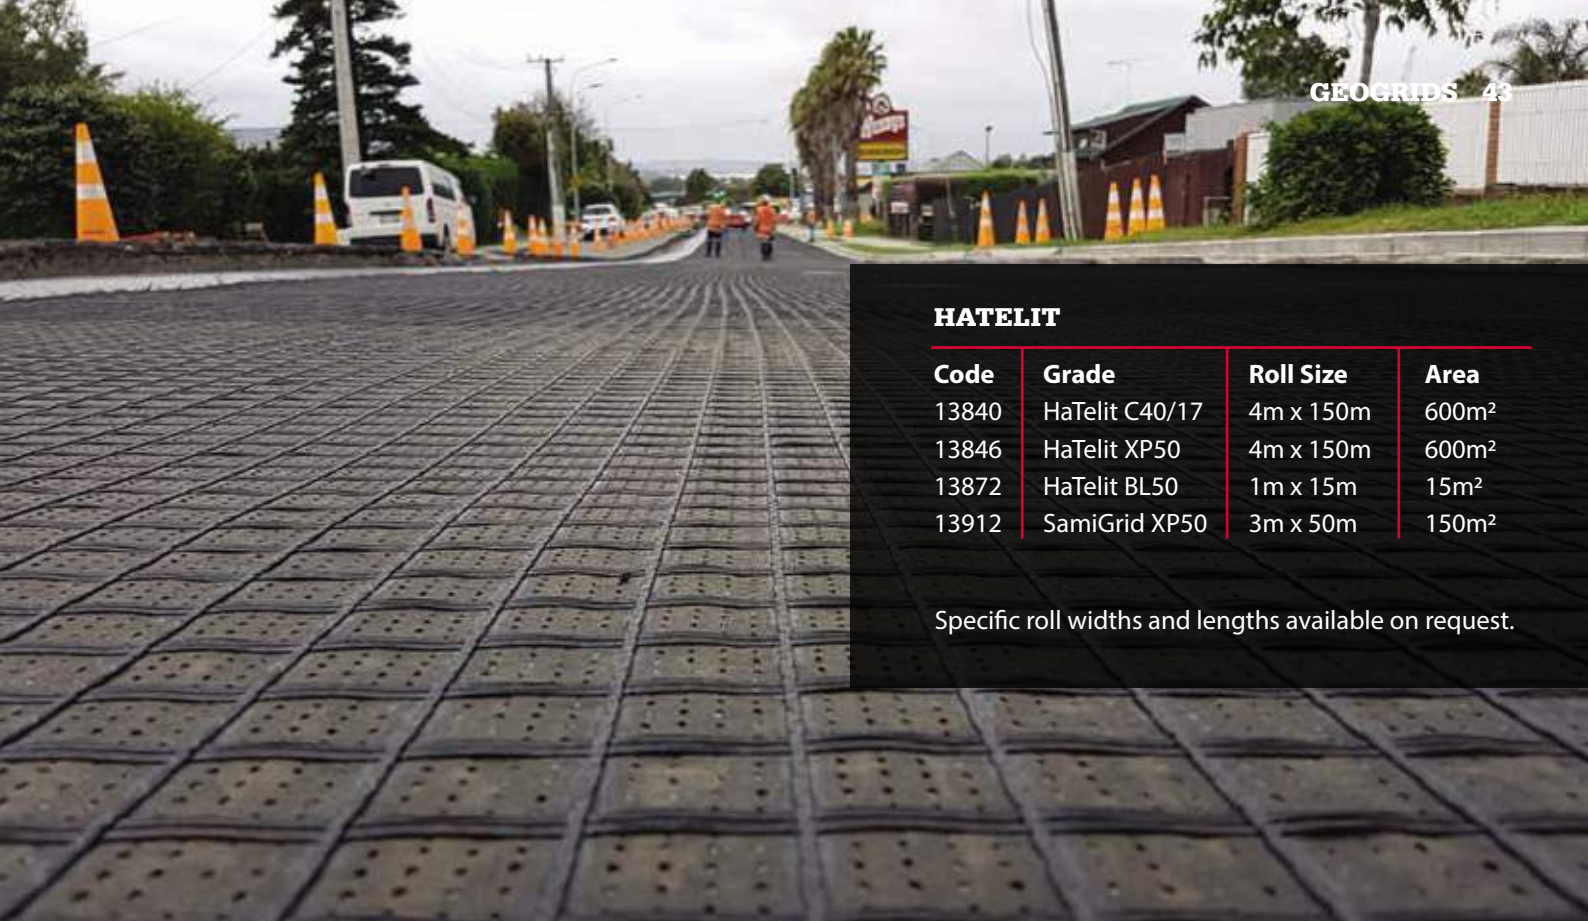 GEOGRIDS 43
HATELIT
Code Grade Roll Size Area
13840 HaTelit C40/17 4m x 150m 600m²
13846 HaTelit XP50 4m x 150m 600m²
13872 HaTelit BL50 1m x 15m 15m²
13912 SamiGrid XP50 3m x 50m 150m²
Specific roll widths and lengths available on request.